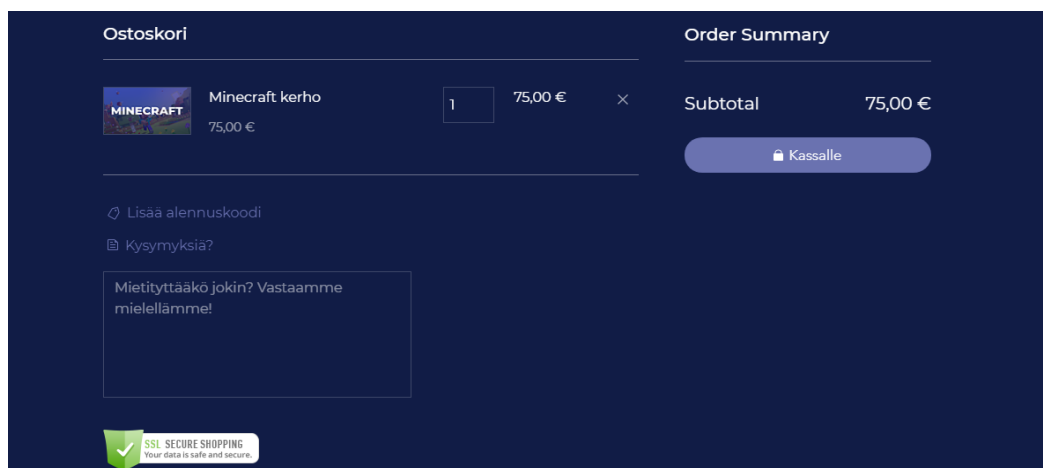 Ostoskori
MINECRAFT
Minecraft kerho
75,00 €
1
75,00 €
Lisää alennuskoodi
Kysymyksiä?
Mietityttääkö jokin? Vastaamme
mielellämme!
SSL SECURE SHOPPING
Your data is safe and secure.
Order Summary
Subtotal 75,00 €
Kassalle